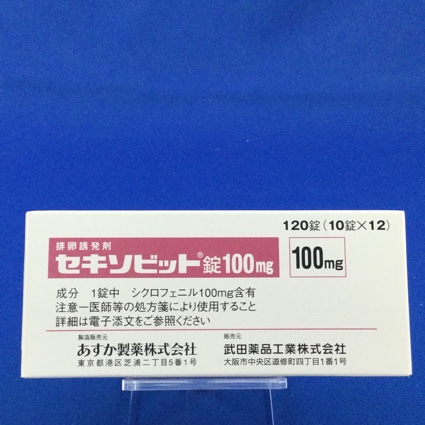 120錠(10錠×12)
排卵誘発剤
セキソビット®錠100mg
100mg
成分 1錠中 シクロフェニル100mg含有
注意-医師等の処方箋により使用すること
詳細は電子添文をご参照ください
製造販売元
あすか製薬株式会社
東京都港区芝浦二丁目5番1号
販売元
武田薬品工業株式会社
大阪市中央区道修町四丁目1番1号